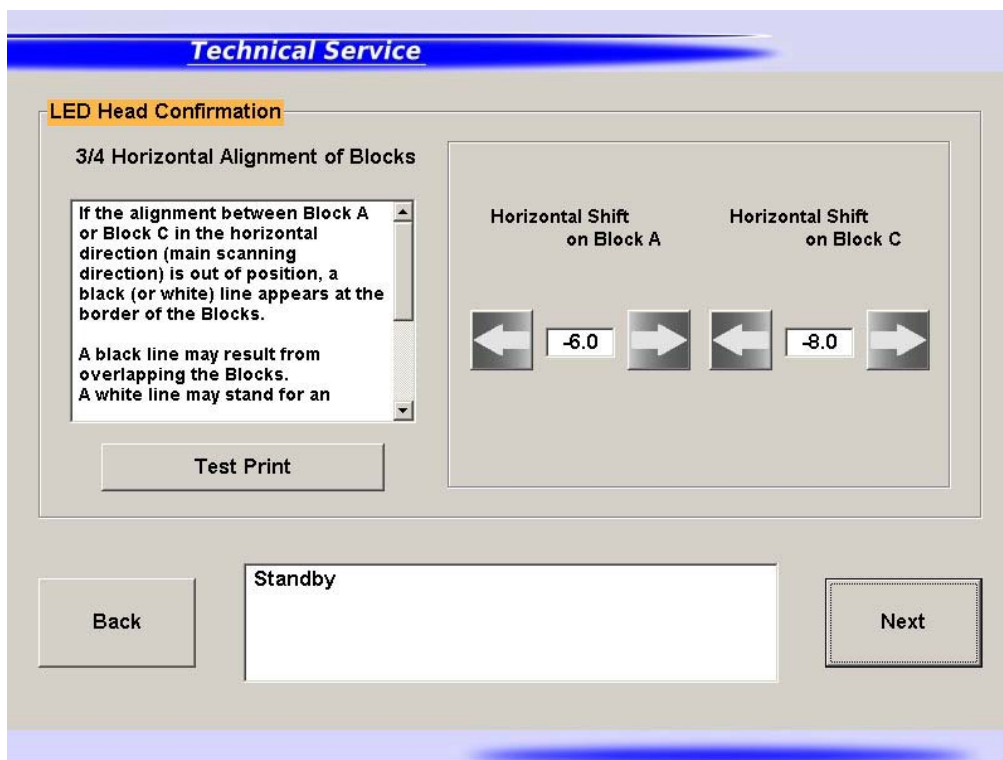 Technical Service
LED Head Confirmation
3/4 Horizontal Alignment of Blocks
If the alignment between Block A
or Block C in the horizontal
direction (main scanning
direction) is out of position, a
black (or white) line appears at the
border of the Blocks.
A black line may result from
overlapping the Blocks.
A white line may stand for an
Test Print
Horizontal Shift
on Block A
-6.0
Horizontal Shift
on Block C
-8.0
Back
Standby
Next